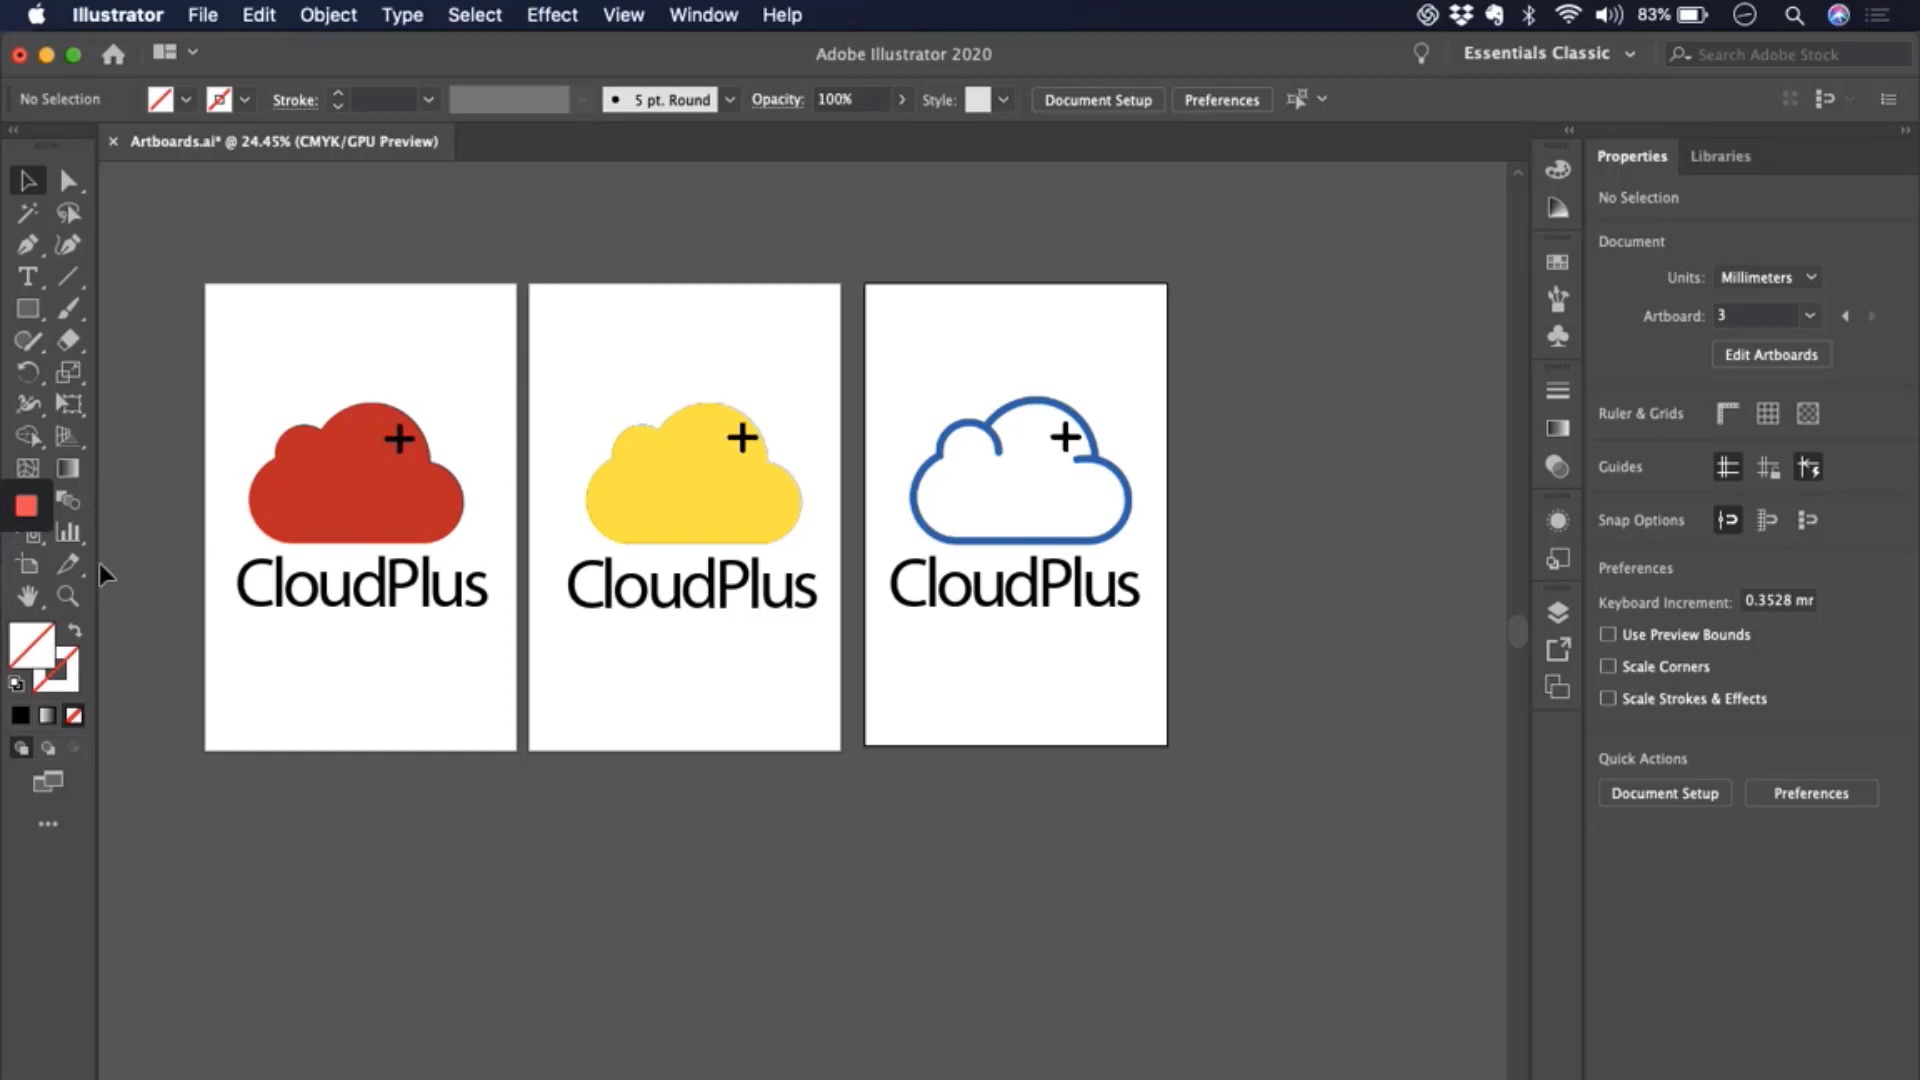 Illustrator File Edit Object Type Select Effect View Window Help 83%
Adobe Illustrator 2020 Essentials Classic Search Adobe Stock
No Selection Stroke: 5 pt. Round Opacity: 100% Style: Document Setup Preferences
Artboards.ai* @ 24.45% (CMYK/GPU Preview)
Properties Libraries
No Selection
Document
Units: Millimeters
Artboard: 3
Edit Artboards
Ruler & Grids
Guides
Snap Options
Preferences
Keyboard Increment: 0.3528 mr
Use Preview Bounds
Scale Corners
Scale Strokes & Effects
Quick Actions
Document Setup Preferences
CloudPlus CloudPlus CloudPlus